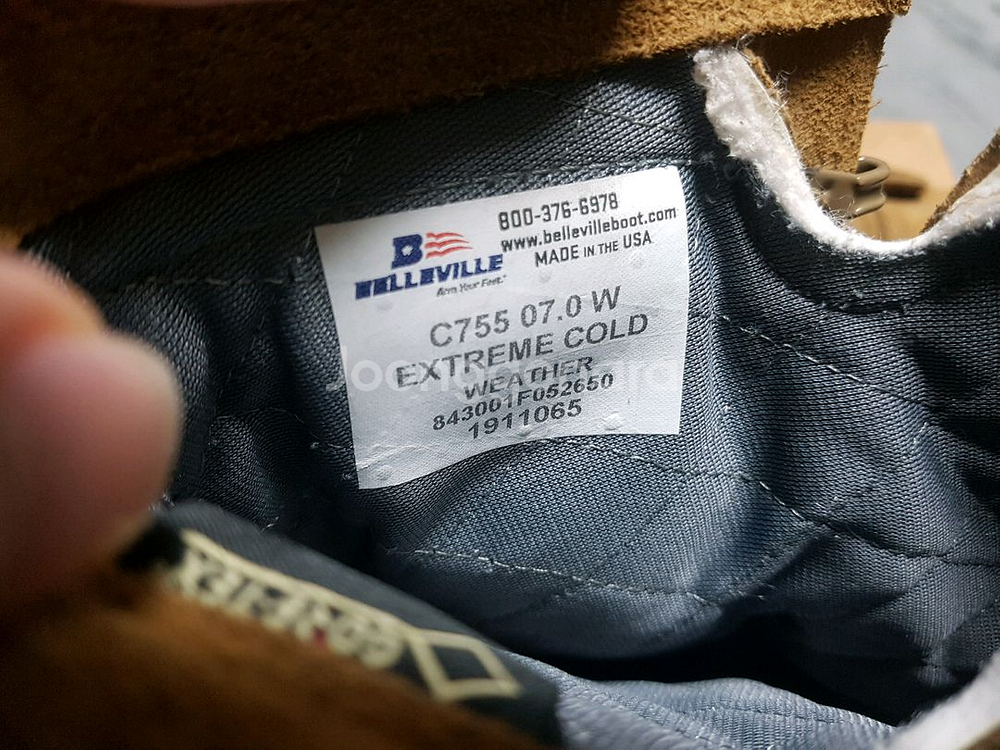 800-376-6978
www.bellevilleboot.com
MADE IN THE USA
B
BELLEVILLE
Arm Your Feet.
C755 07.0 W
EXTREME COLD
WEATHER
843001F052650
1911065
GORE-TEX